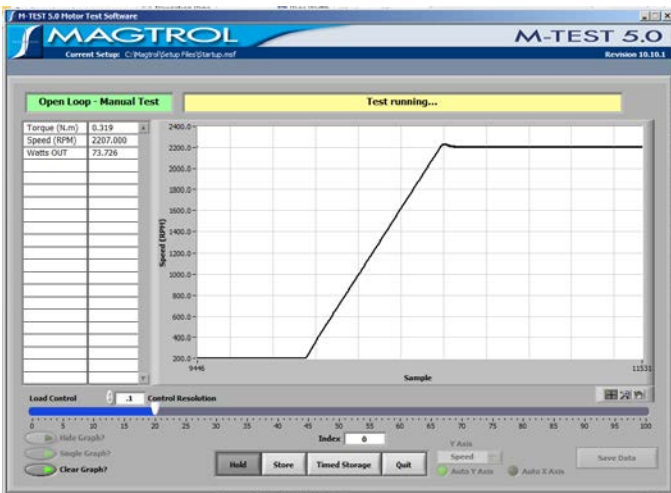 M-TEST 5.0 Motor Test Software
MAGTROL
M-TEST 5.0
Current Setup: C:\Magtrol\Setup Files\Startup.msf
Revision 10.10.1
Open Loop - Manual Test
Test running...
Torque (N.m) 0.319
Speed (RPM) 2207.000
Watts OUT 73.726
Speed (RPM)
2400.0
2200.0
2000.0
1800.0
1600.0
1400.0
1200.0
1000.0
800.0
600.0
400.0
200.0
9446
11531
Sample
Load Control
.1 Control Resolution
0 5 10 15 20 25 30 35 40 45 50 55 60 65 70 75 80 85 90 95 100
Hide Graph?
Single Graph?
Clear Graph?
Index 0
Hold
Store
Timed Storage
Quit
Y Axis
Speed
Auto Y Axis
Auto X Axis
Save Data